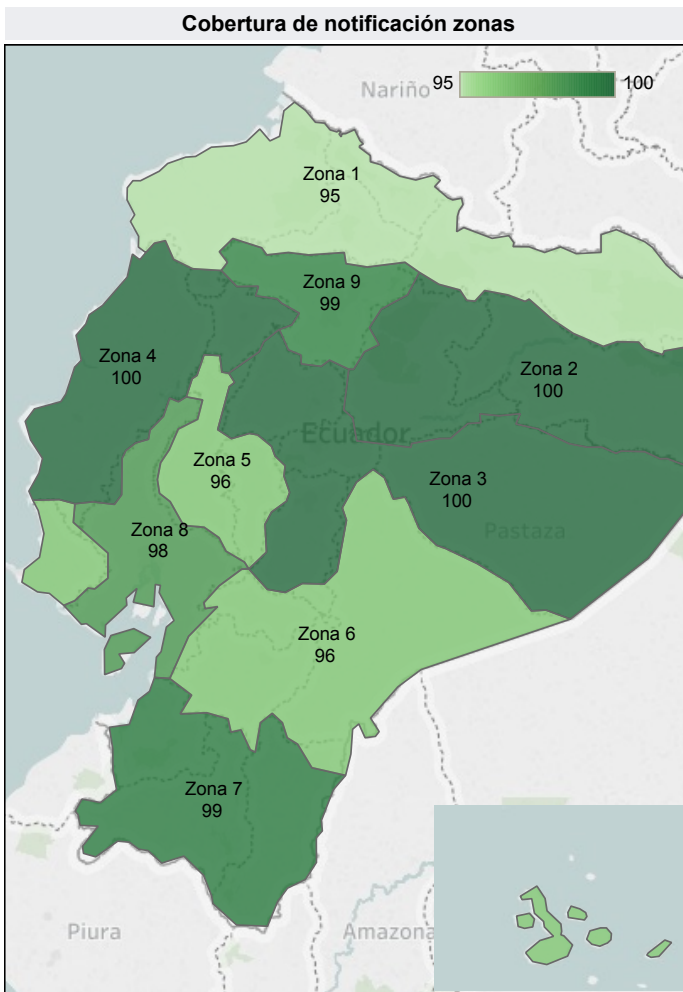 Cobertura de notificación zonas
95
100
Nariño
Zona 1
95
Zona 9
99
Zona 4
100
Zona 2
100
Ecuador
Zona 5
96
Zona 3
100
Pastaza
Zona 8
98
Zona 6
96
Zona 7
99
Piura
Amazona